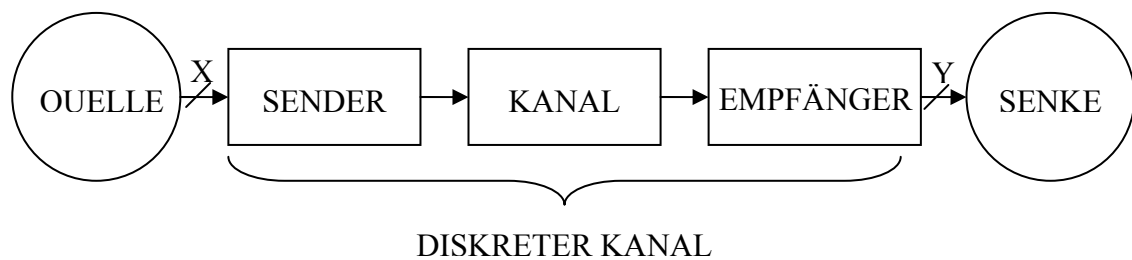 X
Y
OUELLE
SENDER
KANAL
EMPFÄNGER
SENKE
DISKRETER KANAL